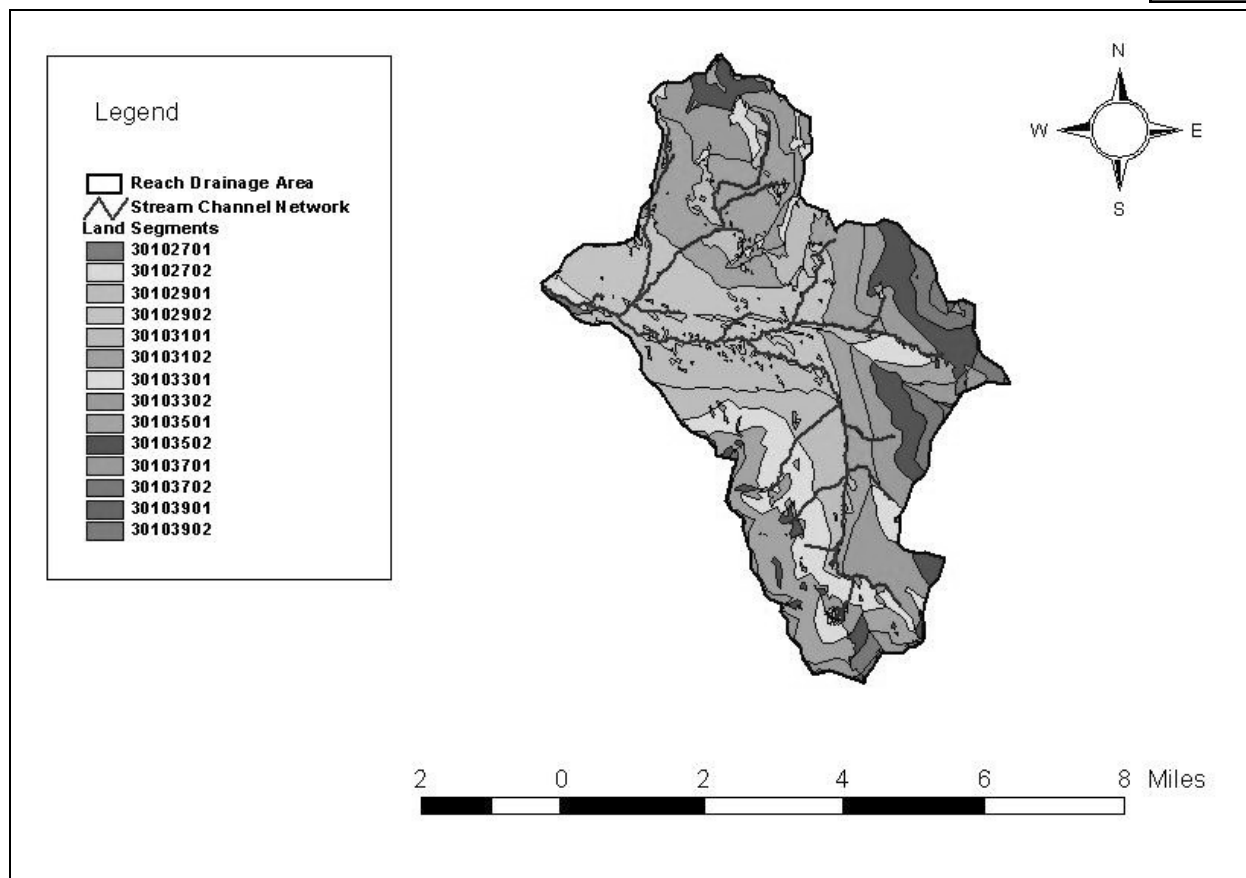 Legend
Reach Drainage Area
Stream Channel Network
Land Segments
30102701
30102702
30102901
30102902
30103101
30103102
30103301
30103302
30103501
30103502
30103701
30103702
30103901
30103902
N
W E
S
2 0 2 4 6 8 Miles